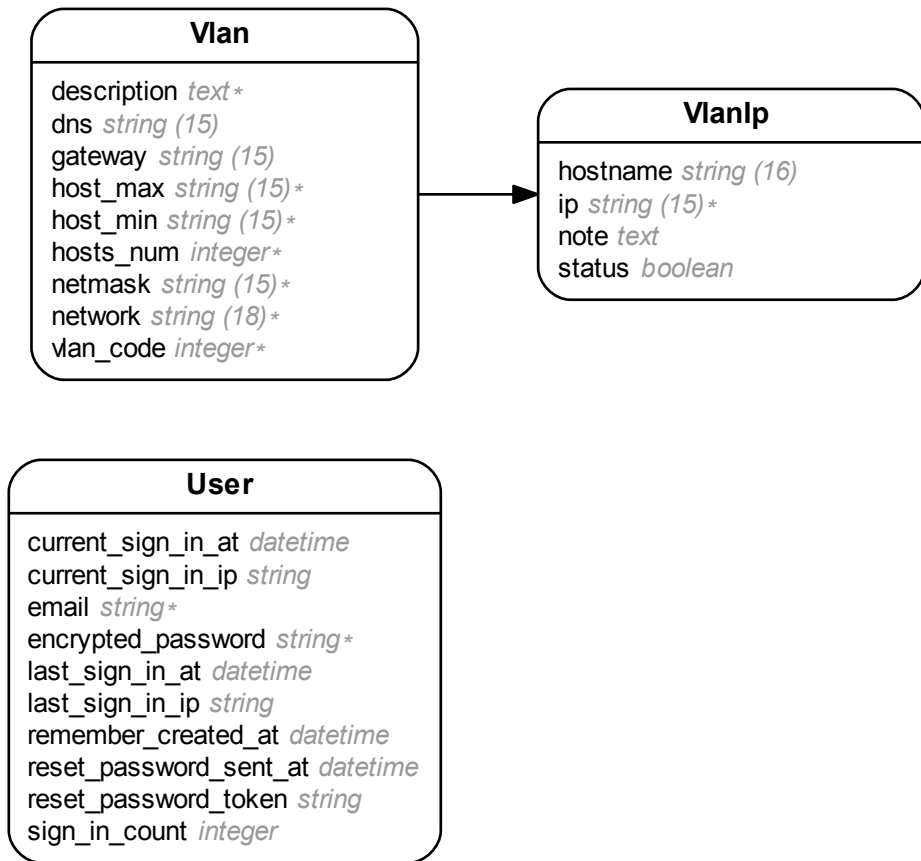 Vlan
description text*
dns string (15)
gateway string (15)
host_max string (15)*
host_min string (15)*
hosts_num integer*
netmask string (15)*
network string (18)*
vlan_code integer*
VlanIp
hostname string (16)
ip string (15)*
note text
status boolean
User
current_sign_in_at datetime
current_sign_in_ip string
email string*
encrypted_password string*
last_sign_in_at datetime
last_sign_in_ip string
remember_created_at datetime
reset_password_sent_at datetime
reset_password_token string
sign_in_count integer